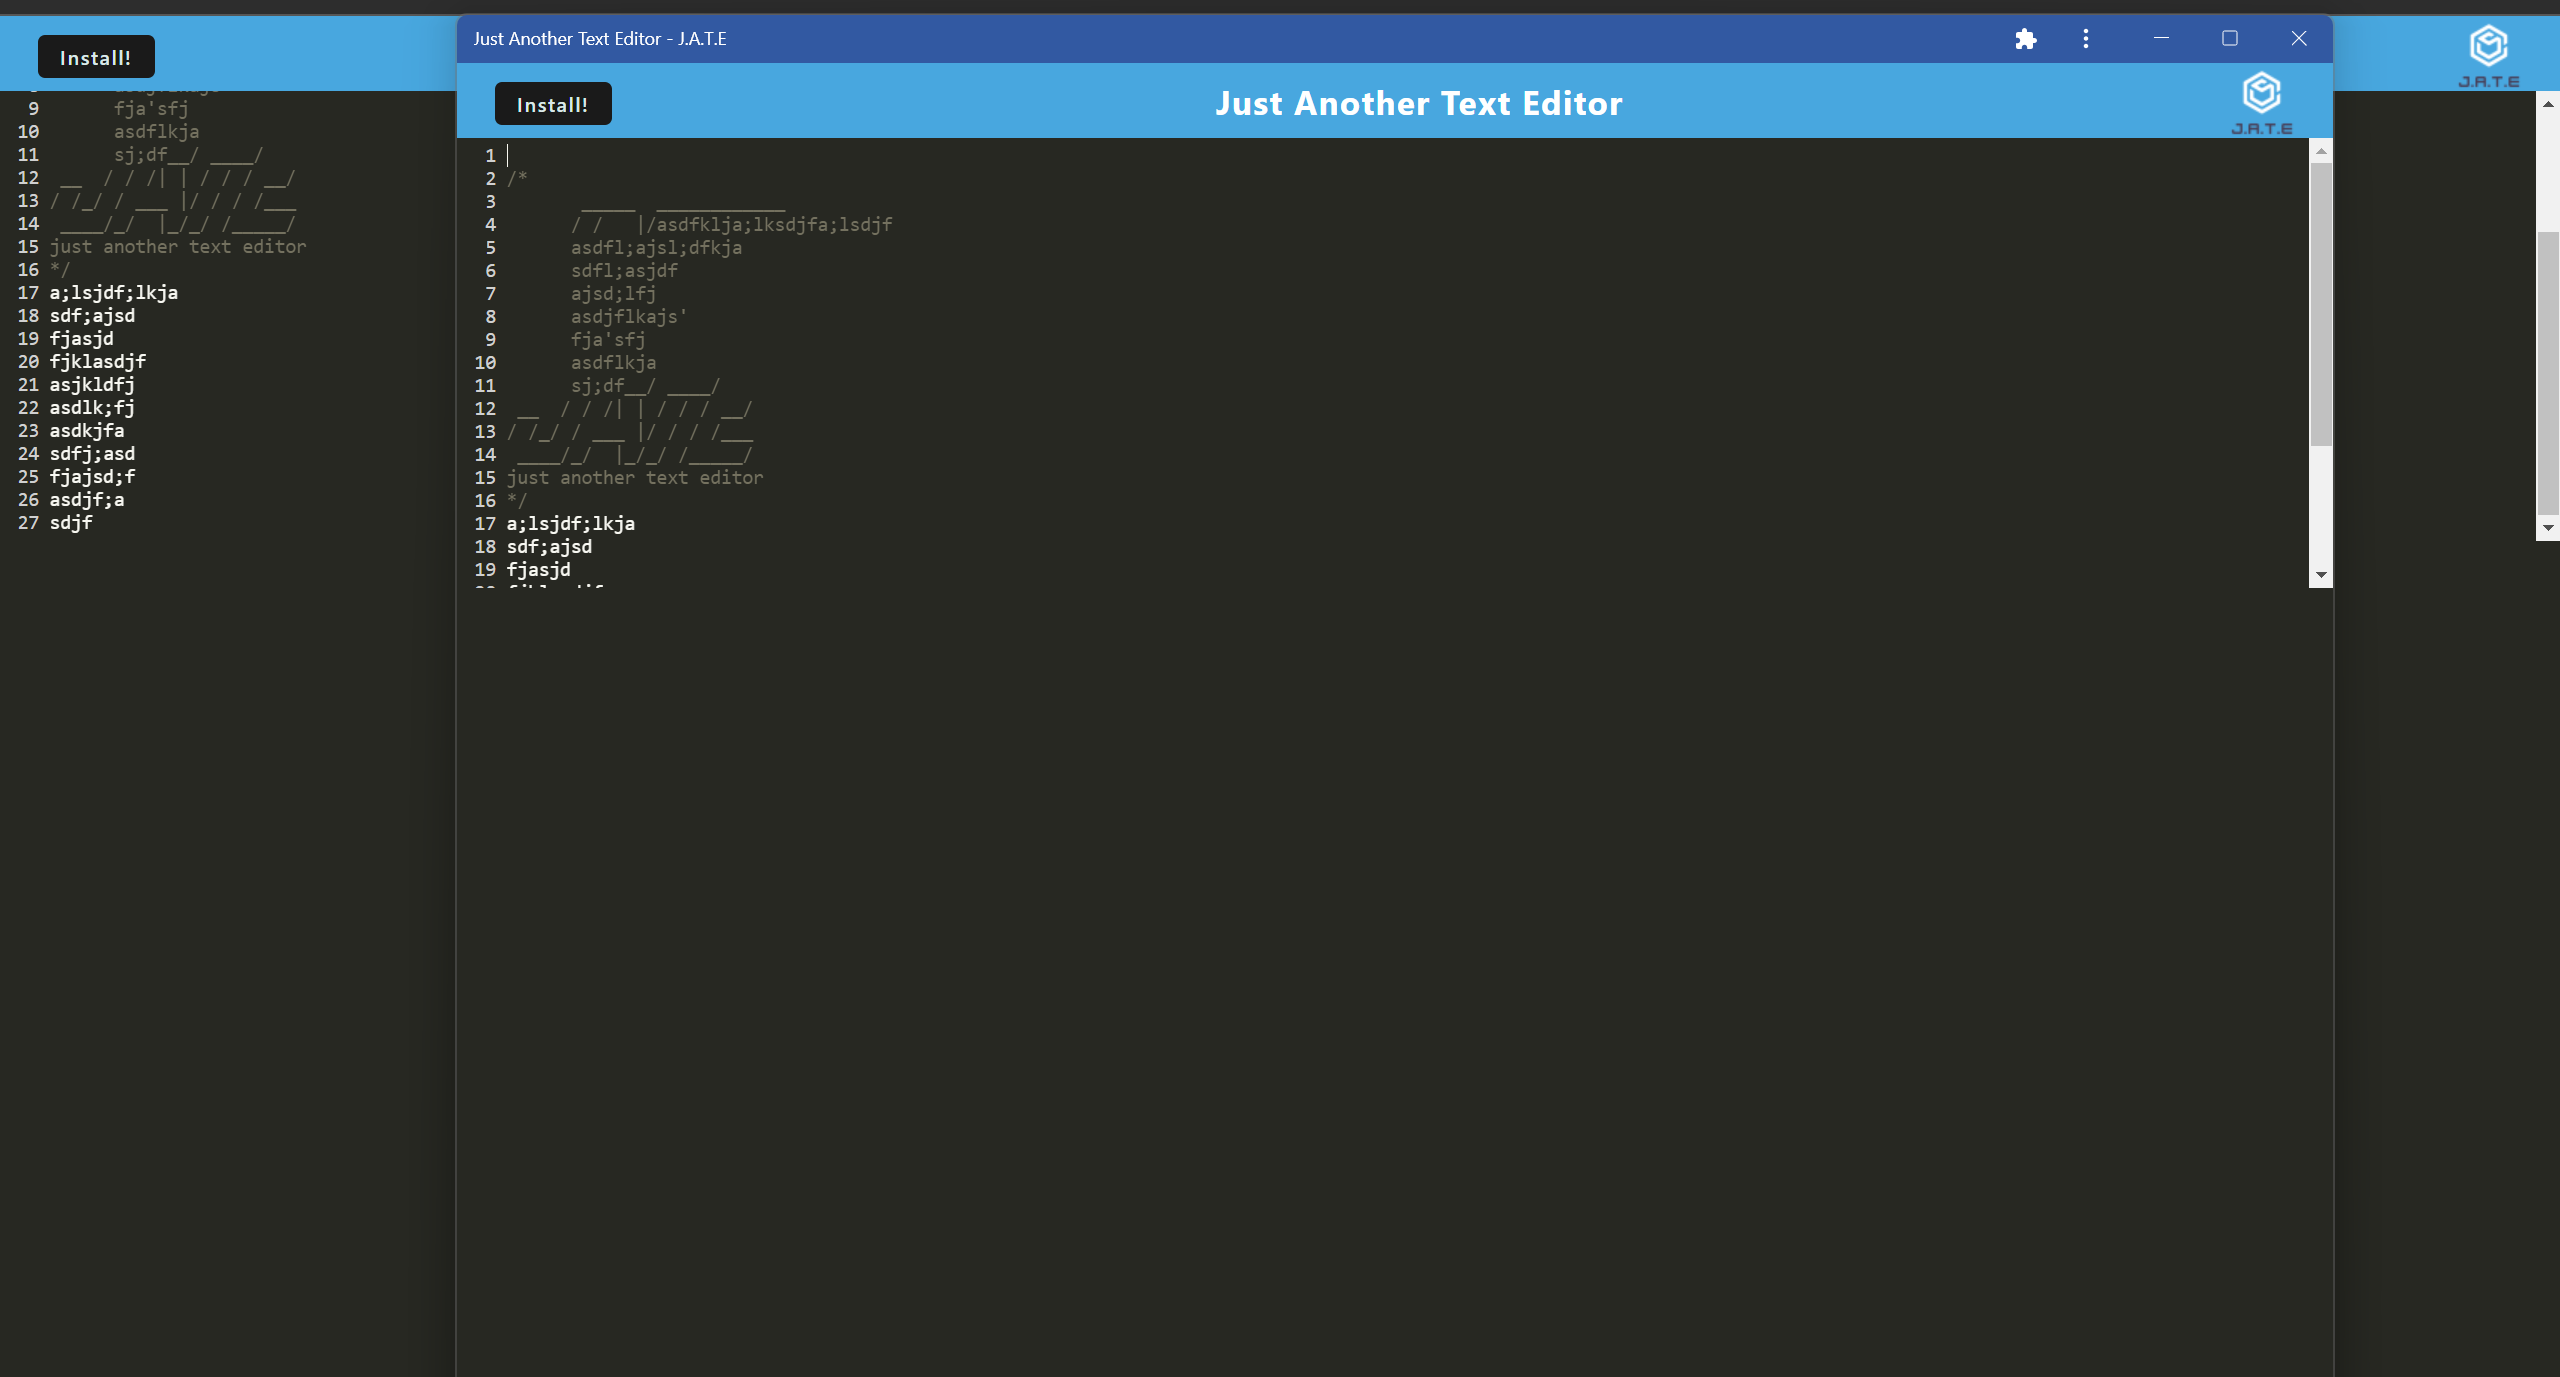 Install!
J.A.T.E
9 fja'sfj
10 asdflkja
11 sj;df__/ ____/
12  __  / / /| | / / / __/
13 / /_/ / ___ |/ / / /___
14  ____/_/  |_/_/ /_____/
15 just another text editor
16 */
17 a;lsjdf;lkja
18 sdf;ajsd
19 fjasjd
20 fjklasdjf
21 asjkldfj
22 asdlk;fj
23 asdkjfa
24 sdfj;asd
25 fjajsd;f
26 asdjf;a
27 sdjf
Just Another Text Editor - J.A.T.E
Install!
Just Another Text Editor
J.A.T.E
1
2 /*
3        _____  ____________
4       / /   |/asdfklja;lksdjfa;lsdjf
5       asdfl;ajsl;dfkja
6       sdfl;asjdf
7       ajsd;lfj
8       asdjflkajs'
9       fja'sfj
10       asdflkja
11       sj;df__/ ____/
12  __  / / /| | / / / __/
13 / /_/ / ___ |/ / / /___
14  ____/_/  |_/_/ /_____/
15 just another text editor
16 */
17 a;lsjdf;lkja
18 sdf;ajsd
19 fjasjd